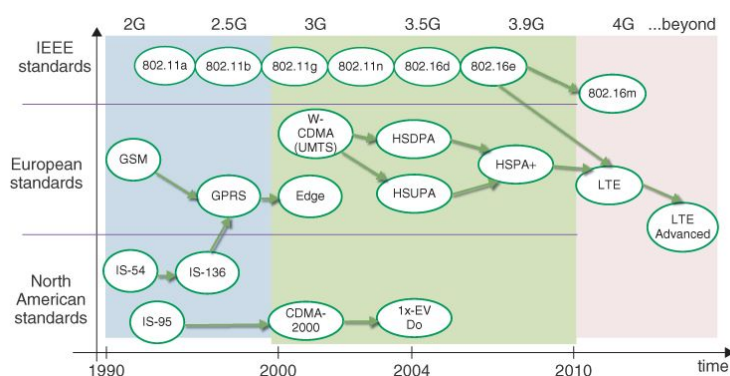 2G 2.5G 3G 3.5G 3.9G 4G ...beyond
IEEE
standards
802.11a 802.11b 802.11g 802.11n 802.16d 802.16e
802.16m
European
standards
GSM
W-
CDMA
(UMTS)
HSDPA
HSPA+
GPRS
Edge
HSUPA
LTE
LTE
Advanced
North
American
standards
IS-54
IS-136
IS-95
CDMA-
2000
1x-EV
Do
1990 2000 2004 2010 time